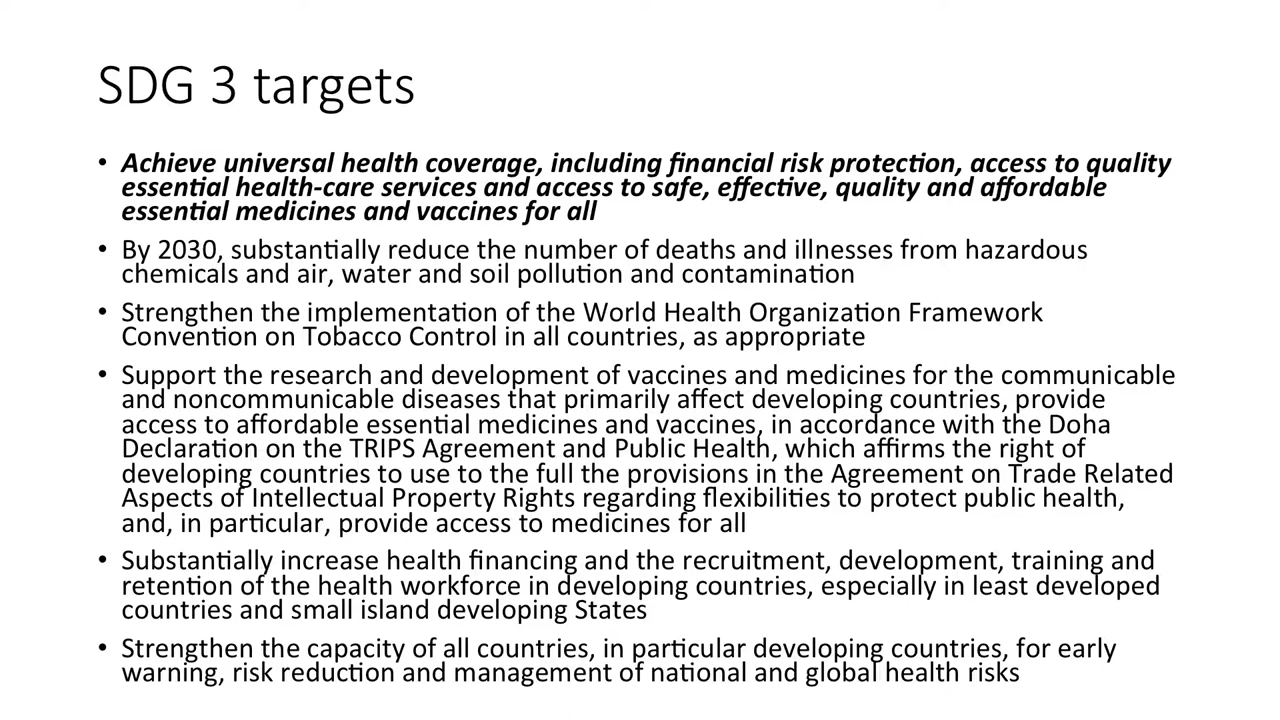 SDG 3 targets
• Achieve universal health coverage, including financial risk protection, access to quality
essential health-care services and access to safe, effective, quality and affordable
essential medicines and vaccines for all
• By 2030, substantially reduce the number of deaths and illnesses from hazardous
chemicals and air, water and soil pollution and contamination
• Strengthen the implementation of the World Health Organization Framework
Convention on Tobacco Control in all countries, as appropriate
• Support the research and development of vaccines and medicines for the communicable
and noncommunicable diseases that primarily affect developing countries, provide
access to affordable essential medicines and vaccines, in accordance with the Doha
Declaration on the TRIPS Agreement and Public Health, which affirms the right of
developing countries to use to the full the provisions in the Agreement on Trade Related
Aspects of Intellectual Property Rights regarding flexibilities to protect public health,
and, in particular, provide access to medicines for all
• Substantially increase health financing and the recruitment, development, training and
retention of the health workforce in developing countries, especially in least developed
countries and small island developing States
• Strengthen the capacity of all countries, in particular developing countries, for early
warning, risk reduction and management of national and global health risks